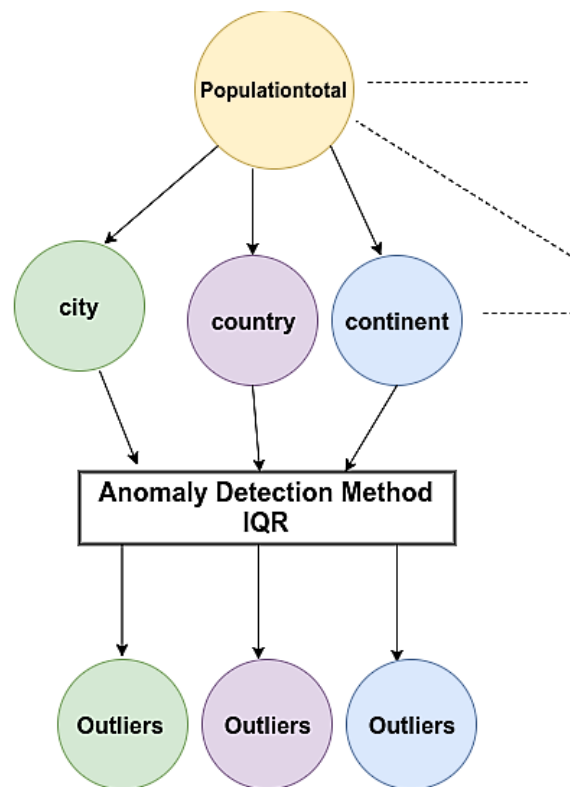 Populationtotal
city
country
continent
Anomaly Detection Method
IQR
Outliers
Outliers
Outliers